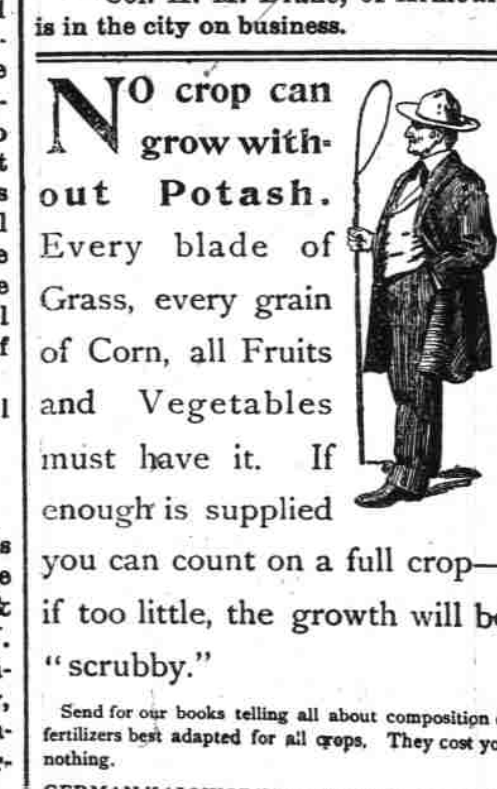 is in the city on business.
NO crop can
grow with-
out Potash.
Every blade of
Grass, every grain
of Corn, all Fruits
and Vegetables
must have it. If
enough is supplied
you can count on a full crop—
if too little, the growth will
"scrubby."
Send for our books telling all about composition
fertilizers best adapted for all crops. They cost
nothing.